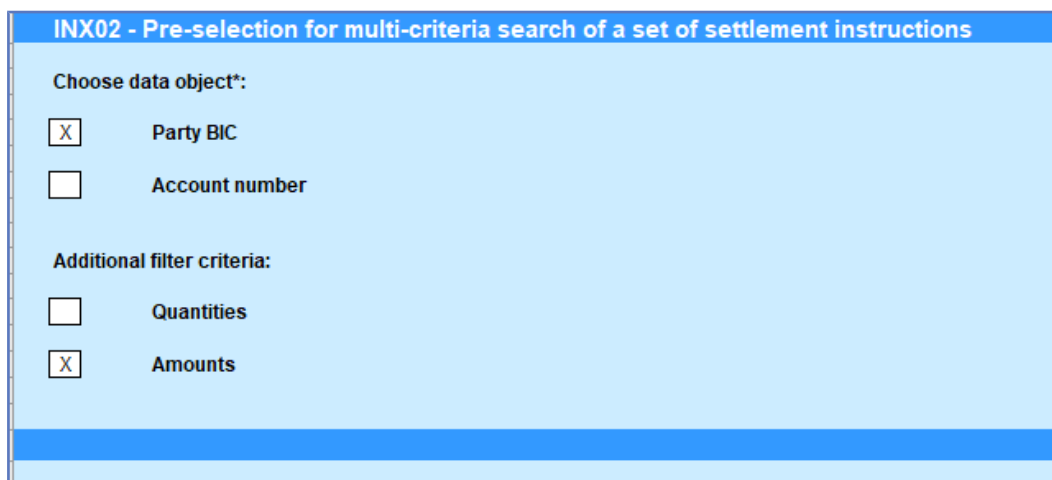 INX02 - Pre-selection for multi-criteria search of a set of settlement instructions
Choose data object*:
X Party BIC
Account number
Additional filter criteria:
Quantities
X Amounts